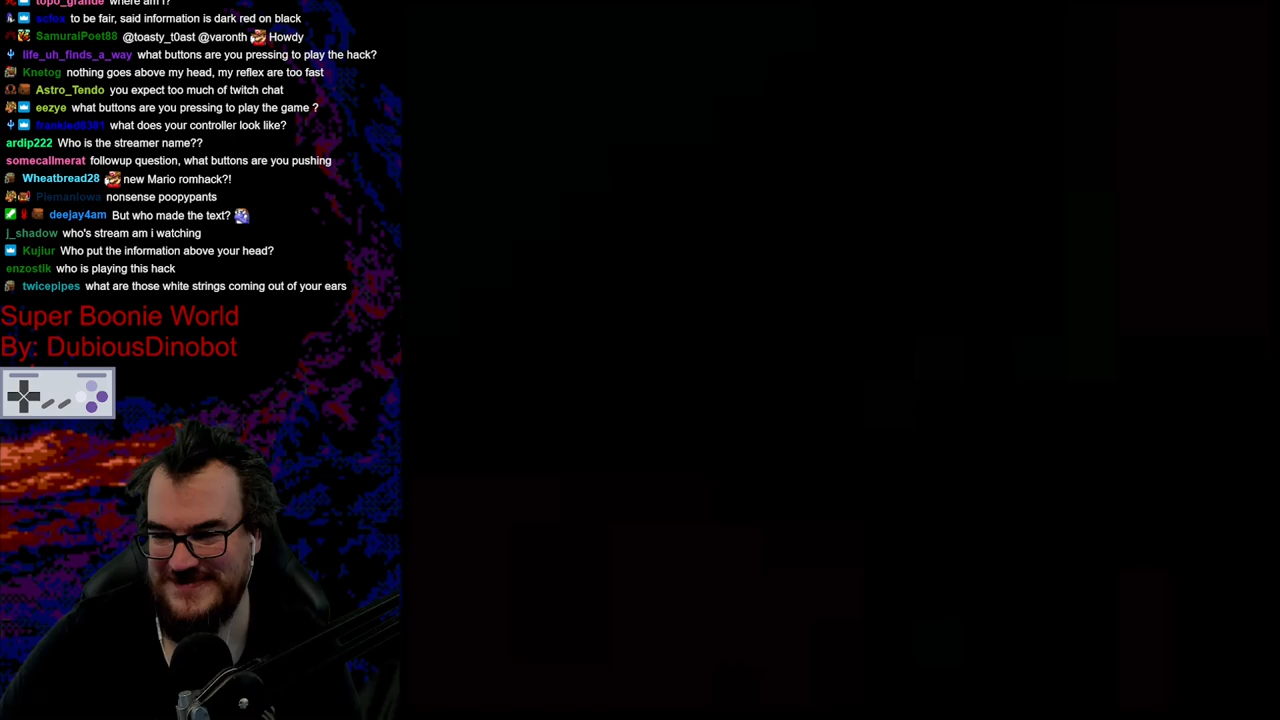 topo_grande where am i?
sofox to be fair, said information is dark red on black
SamuraiPoet88 @toasty_t0ast @varonth Howdy
life_uh_finds_a_way what buttons are you pressing to play the hack?
Knetog nothing goes above my head, my reflex are too fast
Astro_Tendo you expect too much of twitch chat
eezye what buttons are you pressing to play the game ?
frankied8381 what does your controller look like?
ardip222 Who is the streamer name??
somecallmerat followup question, what buttons are you pushing
Wheatbread28 new Mario romhack?!
PiemanIowa nonsense poopypants
deejay4am But who made the text?
j_shadow who's stream am i watching
Kujiur Who put the information above your head?
enzostik who is playing this hack
twicepipes what are those white strings coming out of your ears
Super Boonie World
By: DubiousDinobot